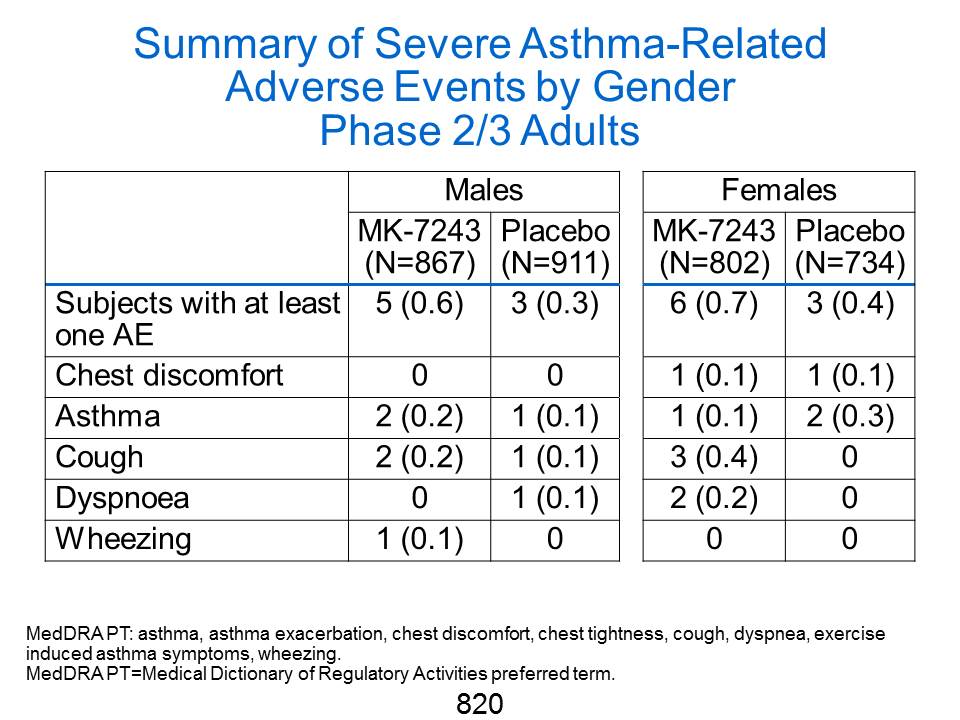 Summary of Severe Asthma-Related
Adverse Events by Gender
Phase 2/3 Adults
Males Females
MK-7243 Placebo MK-7243 Placebo
(N=867) (N=911) (N=802) (N=734)
Subjects with at least 5 (0.6) 3 (0.3) 6 (0.7) 3 (0.4)
one AE
Chest discomfort 0 0 1 (0.1) 1 (0.1)
Asthma 2 (0.2) 1 (0.1) 1 (0.1) 2 (0.3)
Cough 2 (0.2) 1 (0.1) 3 (0.4) 0
Dyspnoea 0 1 (0.1) 2 (0.2) 0
Wheezing 1 (0.1) 0 0 0
MedDRA PT: asthma, asthma exacerbation, chest discomfort, chest tightness, cough, dyspnea, exercise
induced asthma symptoms, wheezing.
MedDRA PT=Medical Dictionary of Regulatory Activities preferred term.
820